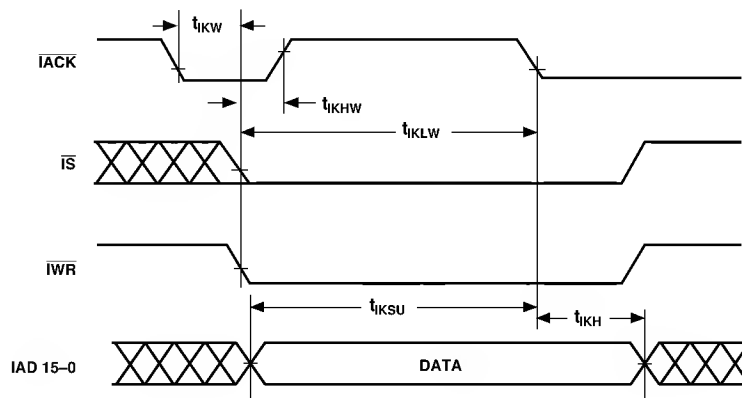 tIKW
IACK
tIKHW
tIKLW
IS
IWR
tIKSU
tIKH
IAD 15–0
DATA